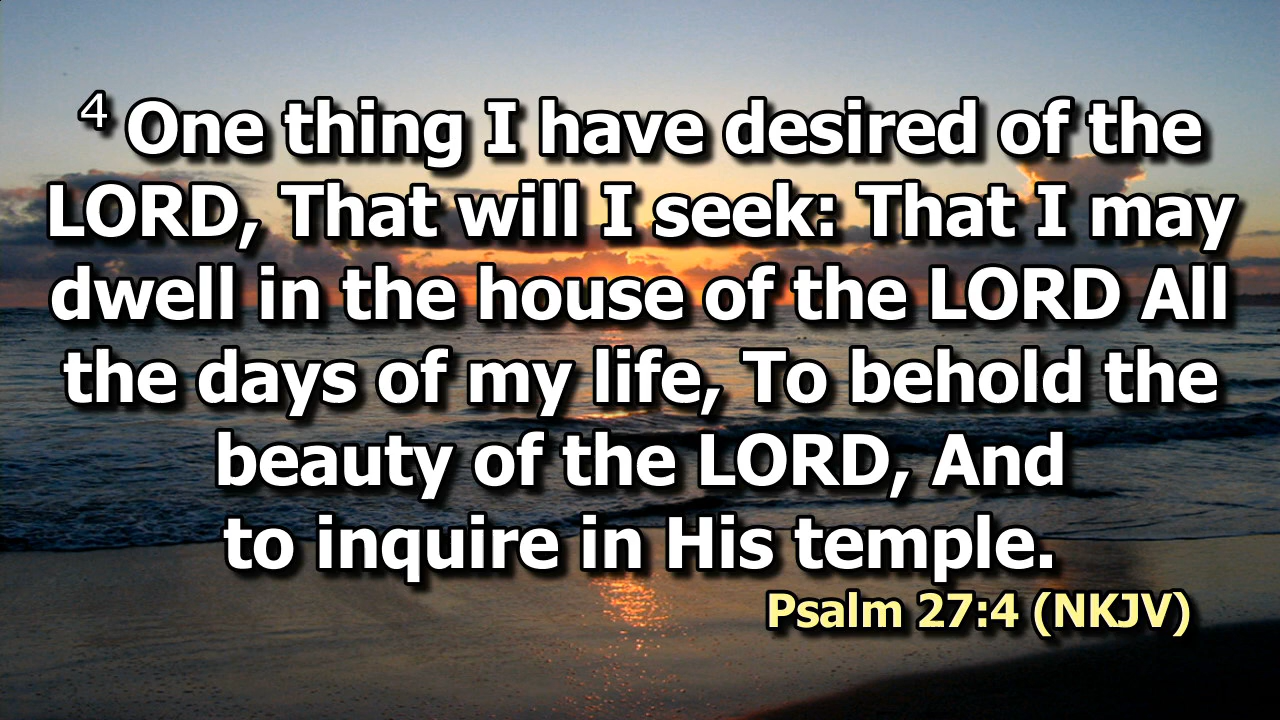 4 One thing I have desired of the
LORD, That will I seek: That I may
dwell in the house of the LORD All
the days of my life, To behold the
beauty of the LORD, And
to inquire in His temple.
Psalm 27:4 (NKJV)